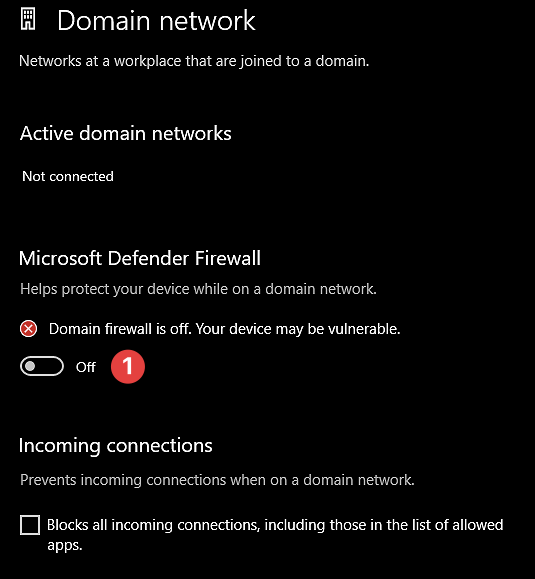 Domain network
Networks at a workplace that are joined to a domain.
Active domain networks
Not connected
Microsoft Defender Firewall
Helps protect your device while on a domain network.
Domain firewall is off. Your device may be vulnerable.
Off 1
Incoming connections
Prevents incoming connections when on a domain network.
Blocks all incoming connections, including those in the list of allowed
apps.